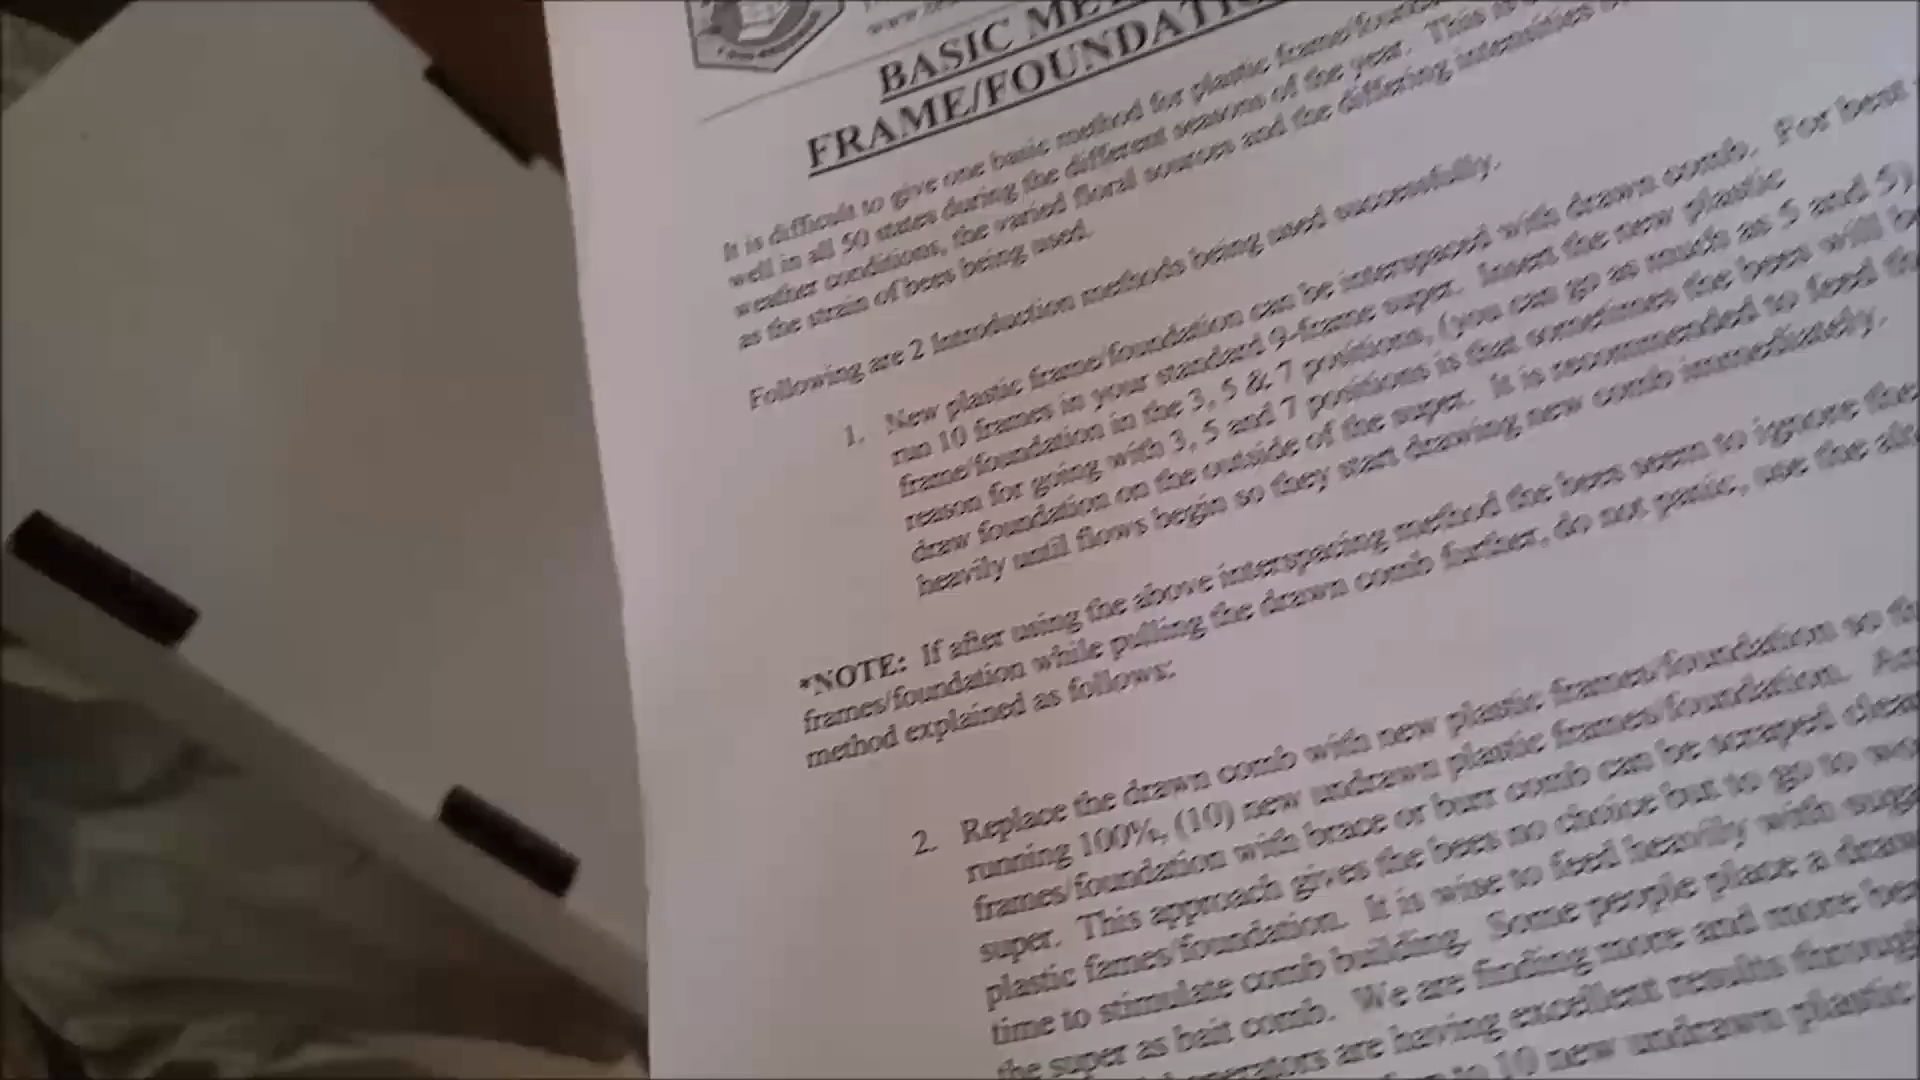 www.
BASIC
FRAME/FOUNDATI
It is difficult to give one basic method for plastic frame/found
well in all 50 states during the different seasons of the year. This is
weather conditions, the varied floral sources and the differing intensities
as the strain of bees being used.
Following are 2 Introduction methods being used successfully.
1. New plastic frame/foundation can be interspaced with drawn comb. For best
run 10 frames in your standard 9-frame super. Insert the new plastic
frame/foundation in the 3, 5 & 7 positions, (you can go as much as 5 and 5)
reason for going with 3, 5 and 7 positions is that sometimes the bees will
draw foundation on the outside of the super. It is recommended to feed
heavily until flows begin so they start drawing new comb immediately.
*NOTE: If after using the above interspacing method the bees seem to ignore the
frames/foundation while pulling the drawn comb further, do not panic, use the
method explained as follows:
2. Replace the drawn comb with new plastic frames/foundation so
running 100%, (10) new undrawn plastic frames/foundation.
frames/foundation with brace or burr comb can be scraped
super. This approach gives the bees no choice but to go to
plastic fames/foundation. It is wise to feed heavily with
time to stimulate comb building. Some people place a
the super as bait comb. We are finding more and more
operators are having excellent results
10 new undrawn plastic